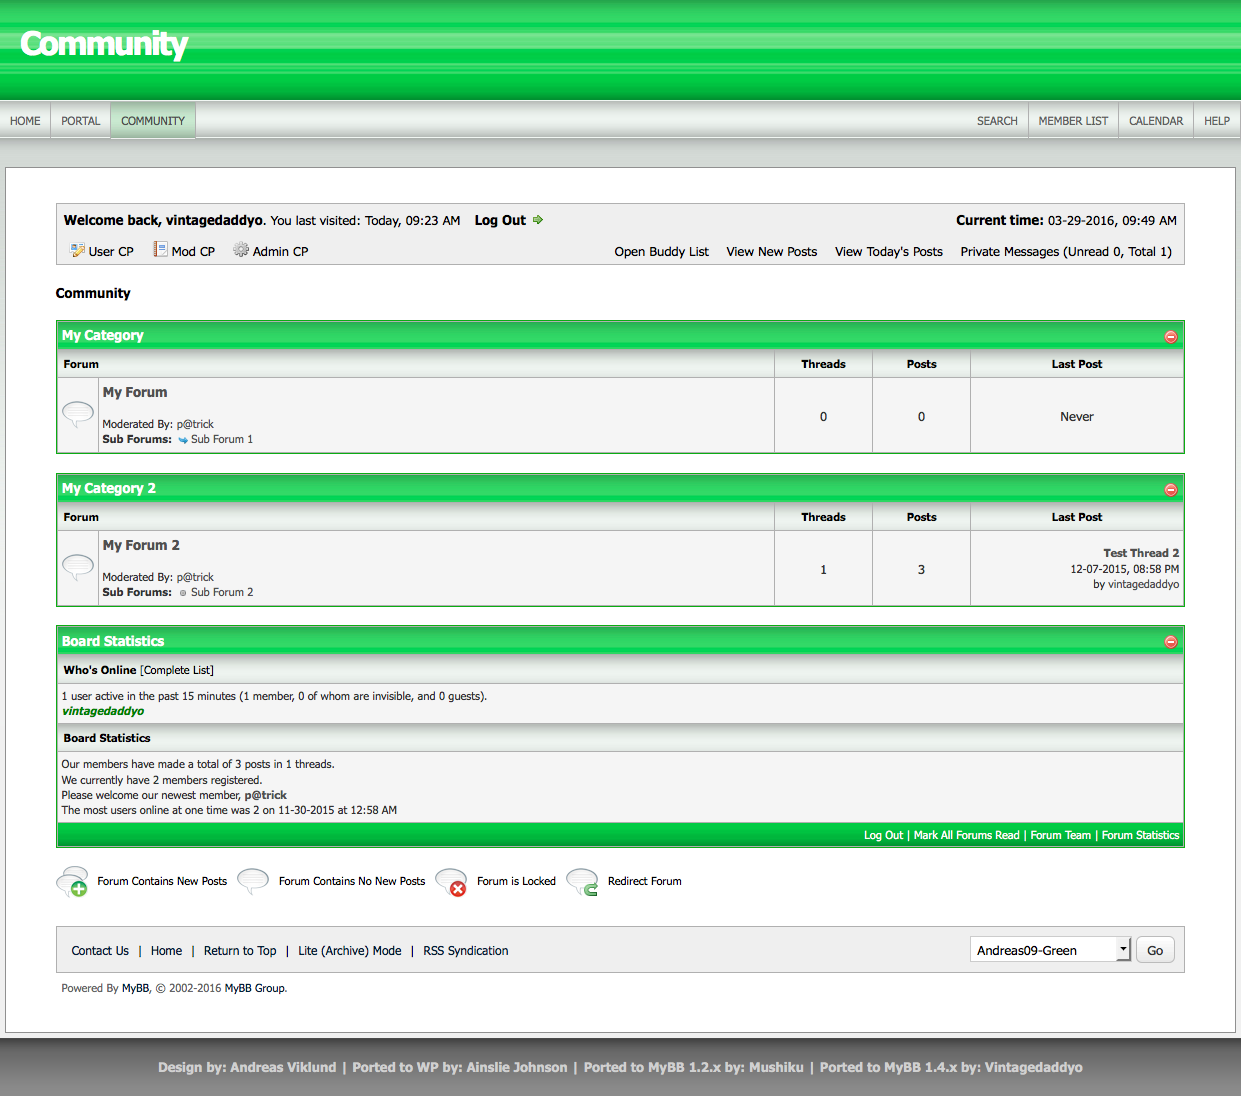 Community
HOME PORTAL COMMUNITY SEARCH MEMBER LIST CALENDAR HELP
Welcome back, vintagedaddyo. You last visited: Today, 09:23 AM Log Out Current time: 03-29-2016, 09:49 AM
User CP Mod CP Admin CP Open Buddy List View New Posts View Today's Posts Private Messages (Unread 0, Total 1)
Community
My Category
Forum Threads Posts Last Post
My Forum
0 0 Never
Moderated By: p@trick
Sub Forums: Sub Forum 1
My Category 2
Forum Threads Posts Last Post
My Forum 2
Test Thread 2
1 3 12-07-2015, 08:58 PM
Moderated By: p@trick by vintagedaddyo
Sub Forums: Sub Forum 2
Board Statistics
Who's Online [Complete List]
1 user active in the past 15 minutes (1 member, 0 of whom are invisible, and 0 guests).
vintagedaddyo
Board Statistics
Our members have made a total of 3 posts in 1 threads.
We currently have 2 members registered.
Please welcome our newest member, p@trick
The most users online at one time was 2 on 11-30-2015 at 12:58 AM
Log Out | Mark All Forums Read | Forum Team | Forum Statistics
Forum Contains New Posts Forum Contains No New Posts Forum is Locked Redirect Forum
Contact Us | Home | Return to Top | Lite (Archive) Mode | RSS Syndication Andreas09-Green Go
Powered By MyBB, © 2002-2016 MyBB Group.
Design by: Andreas Viklund | Ported to WP by: Ainslie Johnson | Ported to MyBB 1.2.x by: Mushiku | Ported to MyBB 1.4.x by: Vintagedaddyo